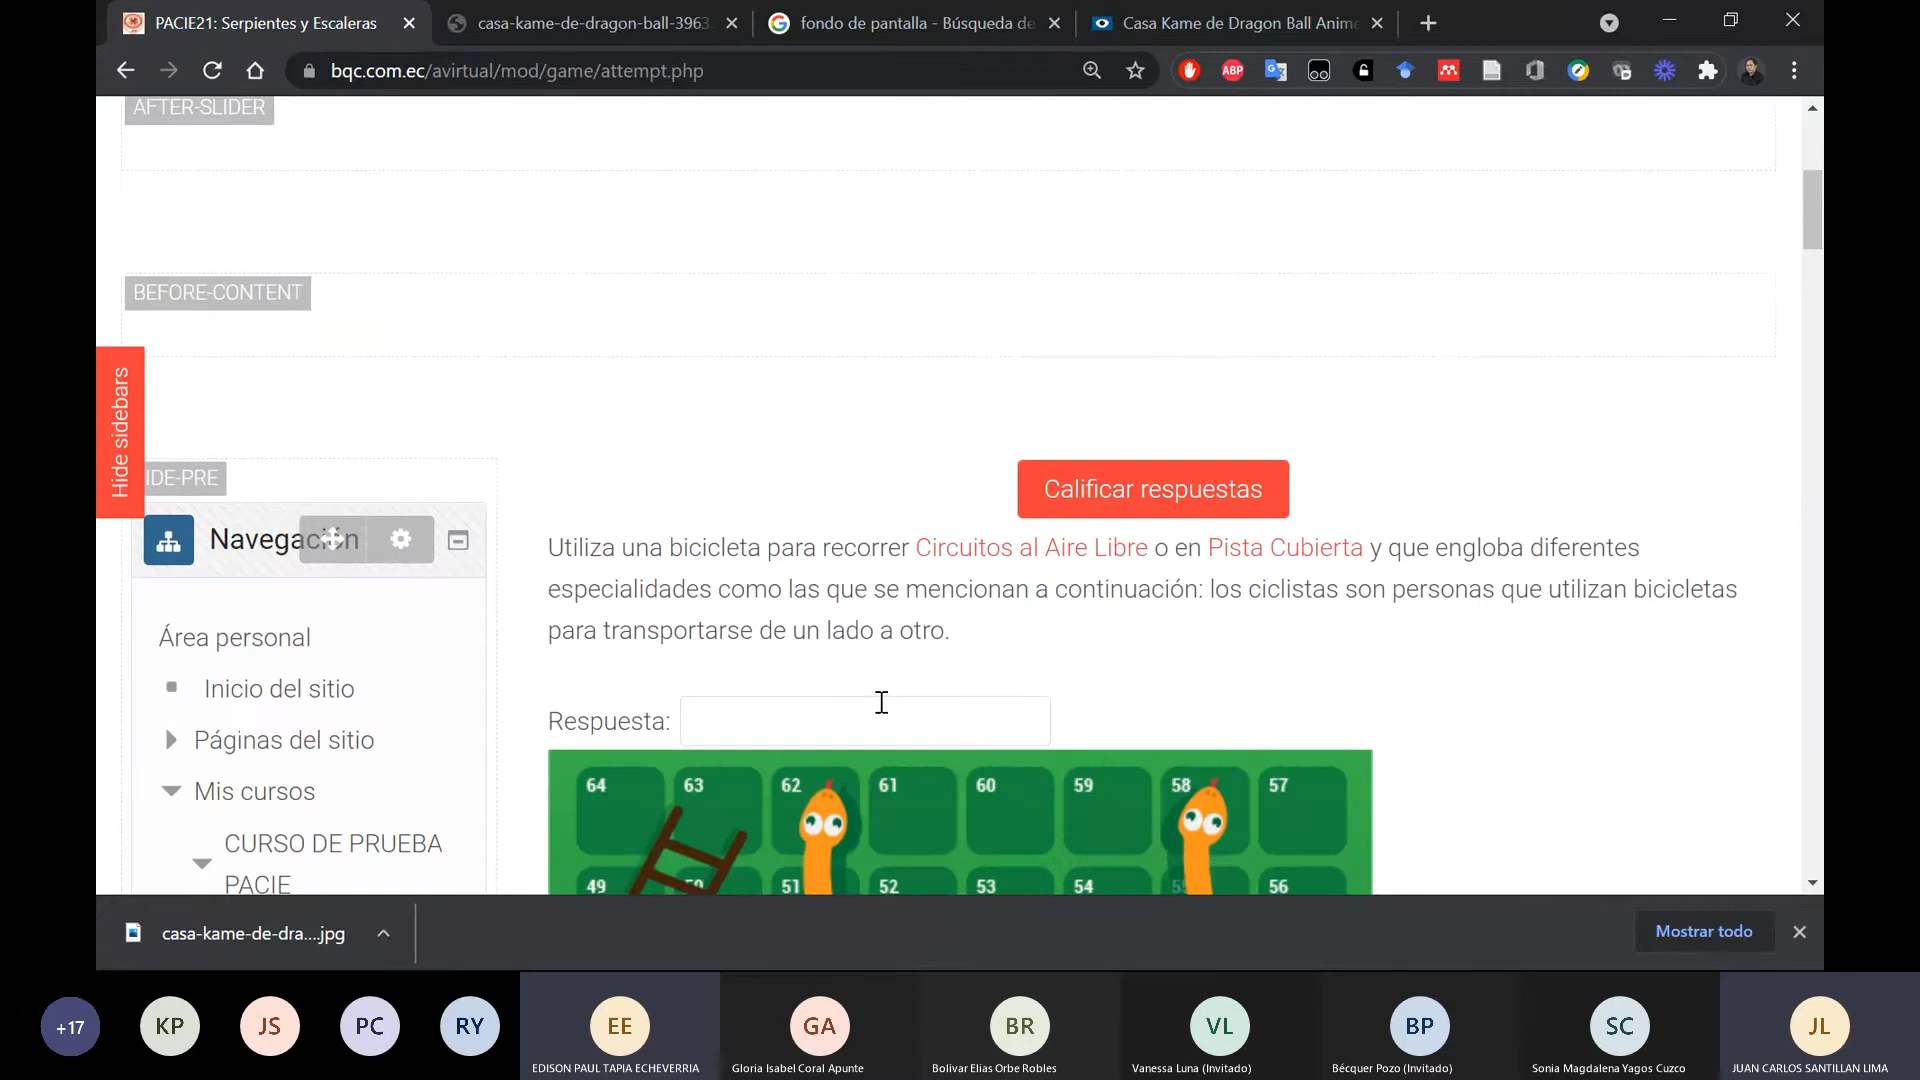 PACIE21: Serpientes y Escaleras
casa-kame-de-dragon-ball-3963
fondo de pantalla - Búsqueda de
Casa Kame de Dragon Ball Anime
bqc.com.ec/avirtual/mod/game/attempt.php
ABP
AFTER-SLIDER
BEFORE-CONTENT
Hide sidebars
IDE-PRE
Calificar respuestas
Navegación
Utiliza una bicicleta para recorrer Circuitos al Aire Libre o en Pista Cubierta y que engloba diferentes
especialidades como las que se mencionan a continuación: los ciclistas son personas que utilizan bicicletas
para transportarse de un lado a otro.
Área personal
Inicio del sitio
Páginas del sitio
Mis cursos
CURSO DE PRUEBA
PACIE
Respuesta:
64 63 62 61 60 59 58 57
49 50 51 52 53 54 55 56
casa-kame-de-dra....jpg
Mostrar todo
+17
KP
JS
PC
RY
EE
GA
BR
VL
BP
SC
JL
EDISON PAUL TAPIA ECHEVERRIA
Gloria Isabel Coral Apunte
Bolivar Elias Orbe Robles
Vanessa Luna (Invitado)
Bécquer Pozo (Invitado)
Sonia Magdalena Yagos Cuzco
JUAN CARLOS SANTILLAN LIMA